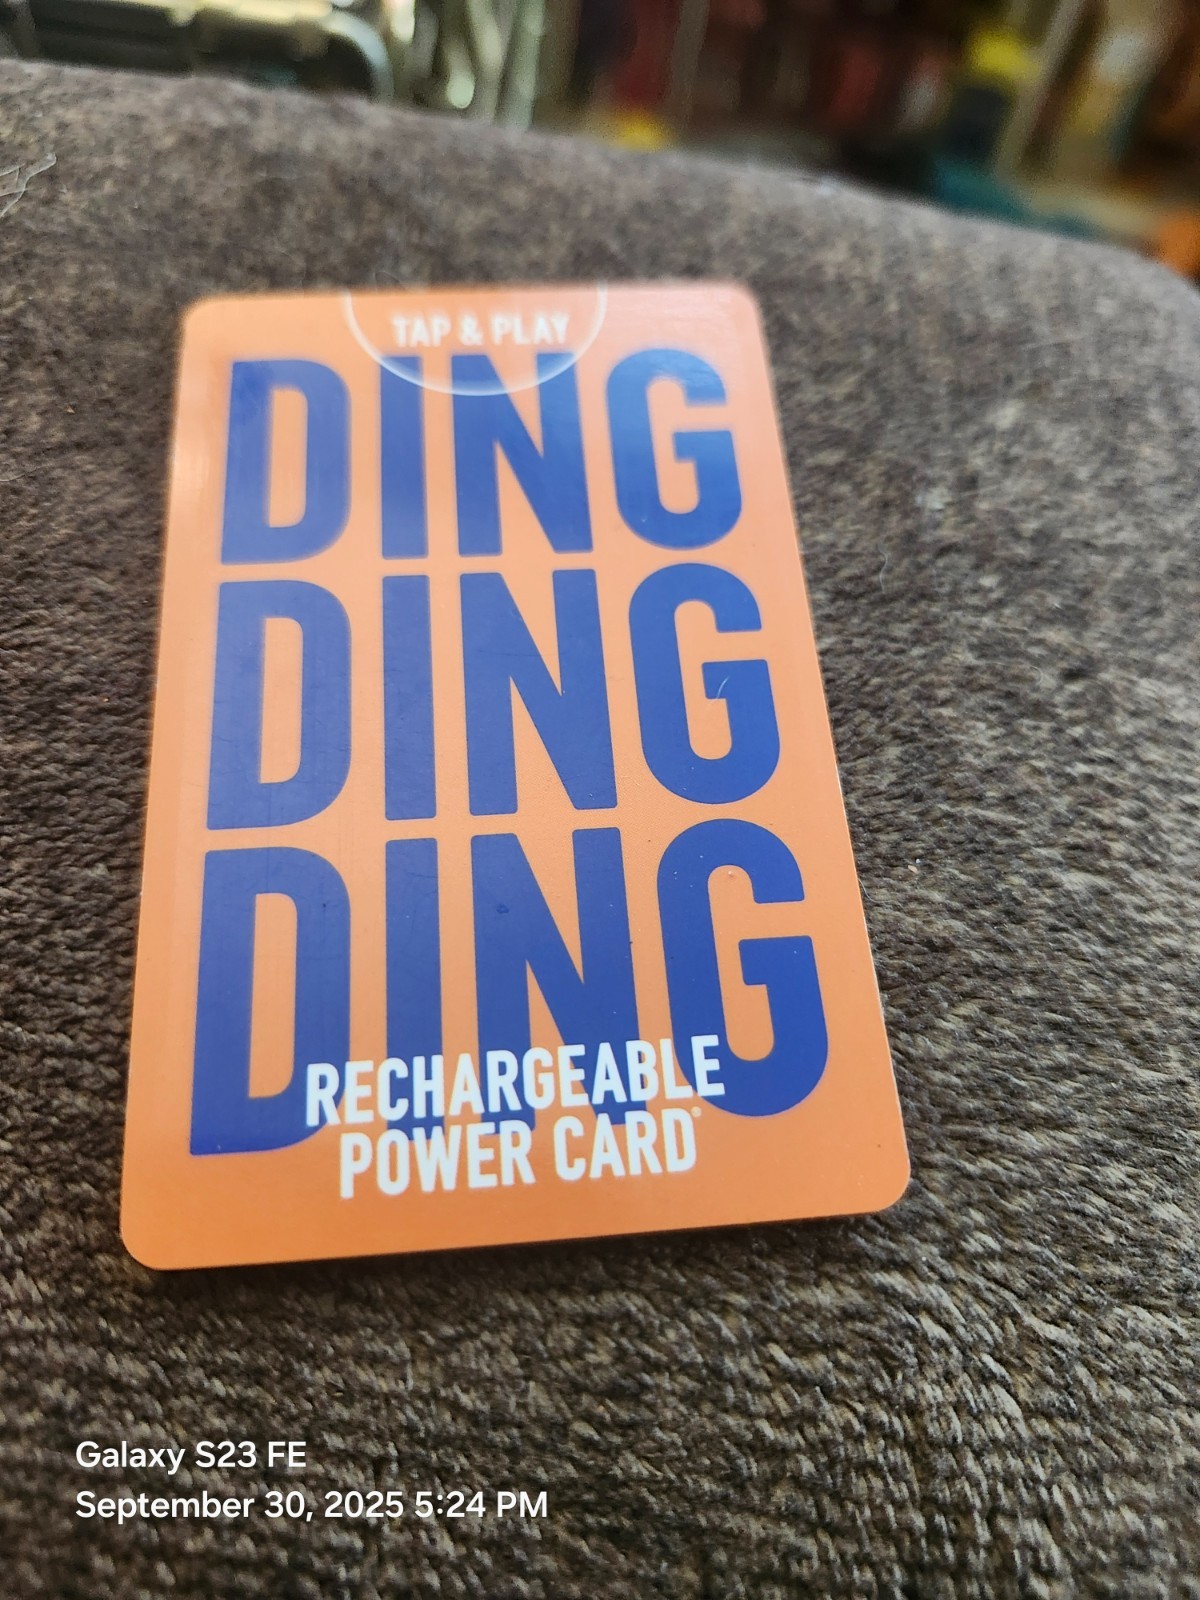 TAP & PLAY
DING
DING
DING
RECHARGEABLE
POWER CARD
Galaxy S23 FE
September 30, 2025 5:24 PM